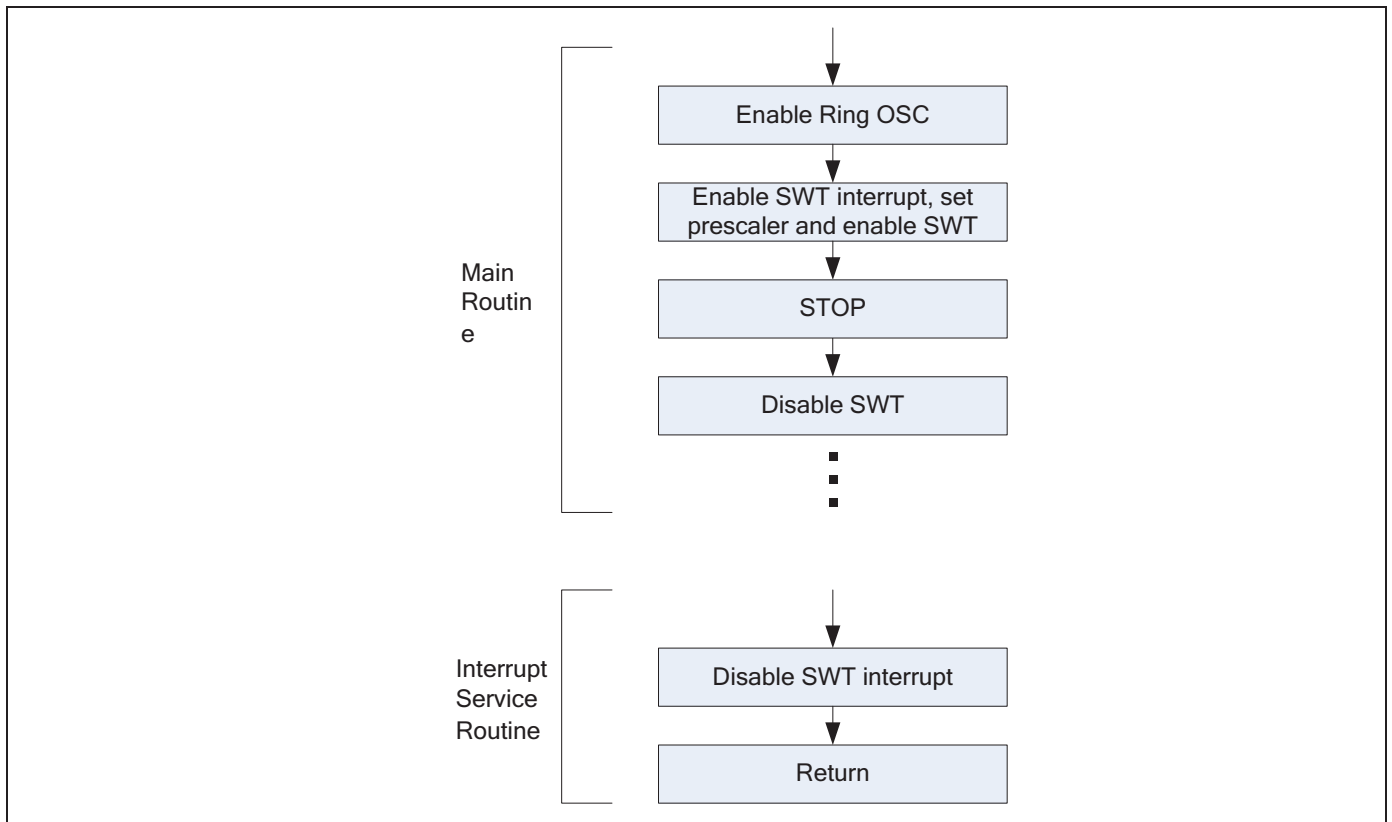 Enable Ring OSC
Enable SWT interrupt, set
prescaler and enable SWT
Main
Routin
e
STOP
Disable SWT
Interrupt
Service
Routine
Disable SWT interrupt
Return